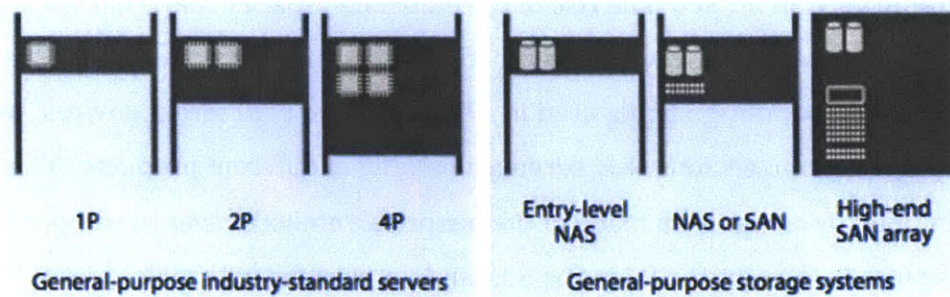 1P 2P 4P
Entry-level
NAS
NAS or SAN
High-end
SAN array
General-purpose industry-standard servers
General-purpose storage systems